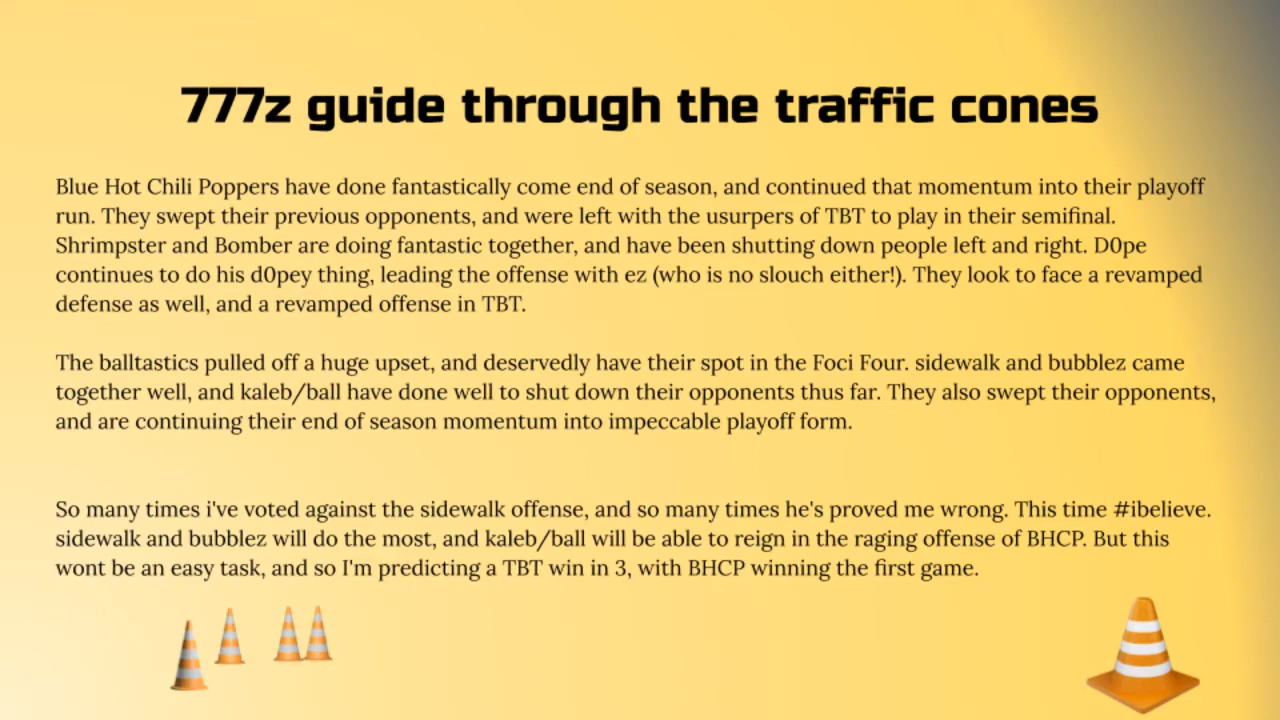 777z guide through the traffic cones
Blue Hot Chili Poppers have done fantastically come end of season, and continued that momentum into their playoff
run. They swept their previous opponents, and were left with the usurpers of TBT to play in their semifinal.
Shrimpster and Bomber are doing fantastic together, and have been shutting down people left and right. D0pe
continues to do his d0pey thing, leading the offense with ez (who is no slouch either!). They look to face a revamped
defense as well, and a revamped offense in TBT.
The balltastics pulled off a huge upset, and deservedly have their spot in the Foci Four. sidewalk and bubblez came
together well, and kaleb/ball have done well to shut down their opponents thus far. They also swept their opponents,
and are continuing their end of season momentum into impeccable playoff form.
So many times i've voted against the sidewalk offense, and so many times he's proved me wrong. This time #ibelieve.
sidewalk and bubblez will do the most, and kaleb/ball will be able to reign in the raging offense of BHCP. But this
wont be an easy task, and so I'm predicting a TBT win in 3, with BHCP winning the first game.